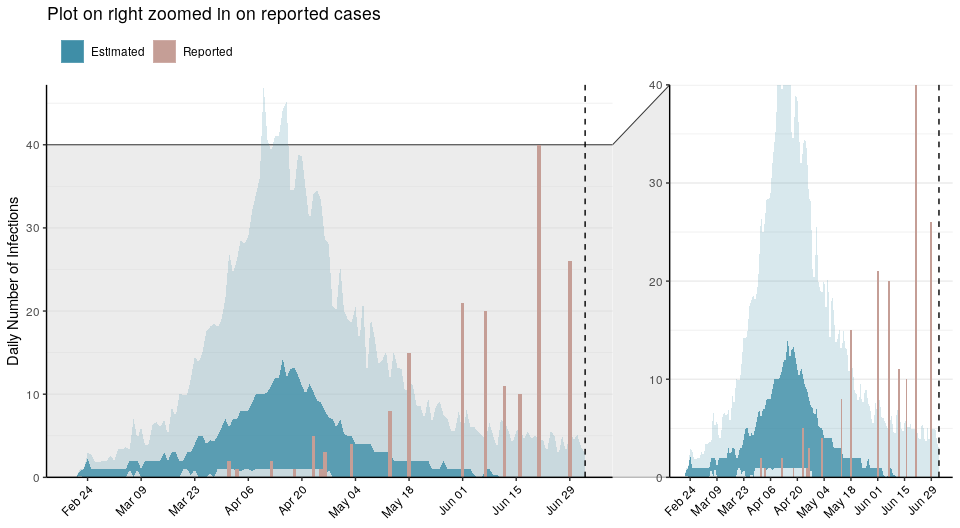 Plot on right zoomed in on reported cases
Estimated Reported
Daily Number of Infections
40
30
20
10
0
Feb 24 Mar 09 Mar 23 Apr 06 Apr 20 May 04 May 18 Jun 01 Jun 15 Jun 29
40
30
20
10
0
Feb 24 Mar 09 Mar 23 Apr 06 Apr 20 May 04 May 18 Jun 01 Jun 15 Jun 29